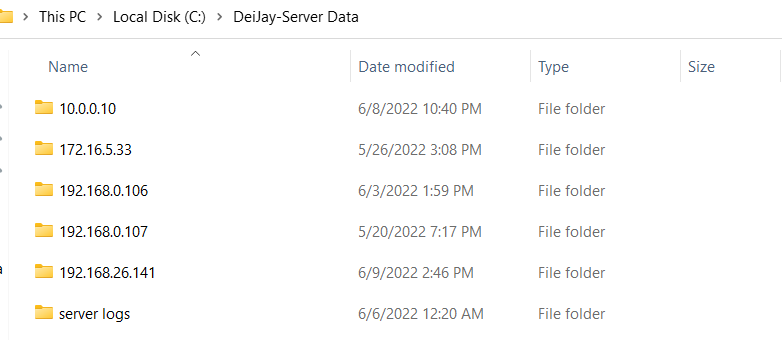 This PC > Local Disk (C:) > DeiJay-Server Data
Name Date modified Type Size
10.0.0.10 6/8/2022 10:40 PM File folder
172.16.5.33 5/26/2022 3:08 PM File folder
192.168.0.106 6/3/2022 1:59 PM File folder
192.168.0.107 5/20/2022 7:17 PM File folder
192.168.26.141 6/9/2022 2:46 PM File folder
server logs 6/6/2022 12:20 AM File folder